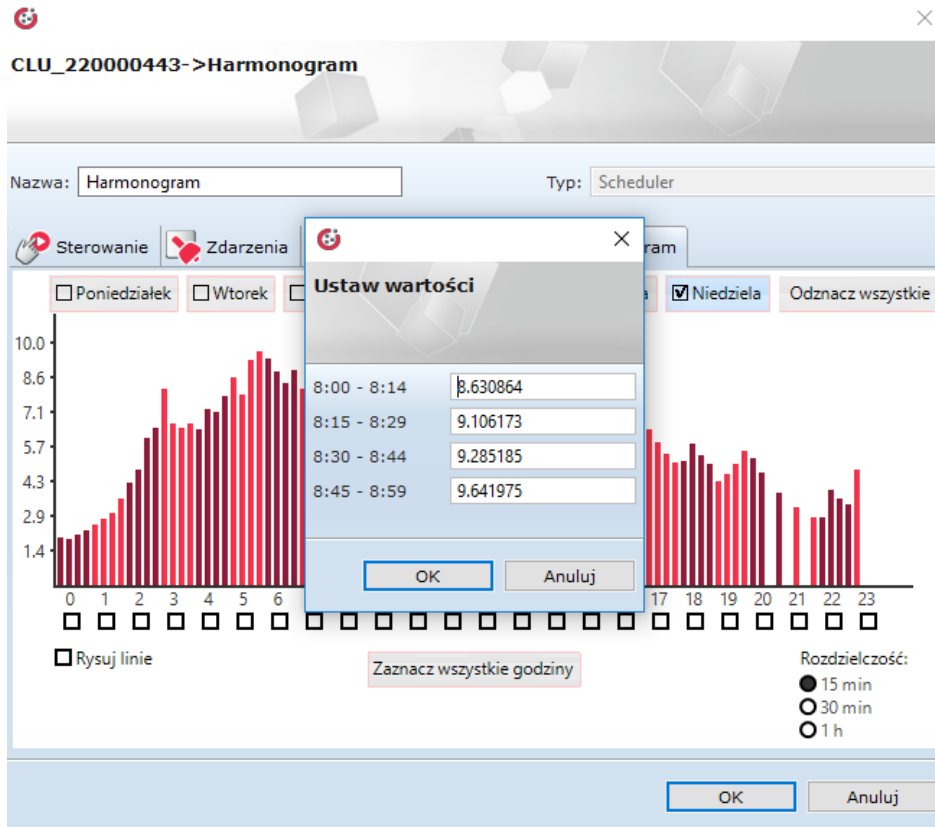 CLU_220000443->Harmonogram
Nazwa: Harmonogram Typ: Scheduler
Sterowanie Zdarzenia
Poniedziałek Wtorek Niedziela Odznacz wszystkie
Ustaw wartości
8:00 - 8:14 8.630864
8:15 - 8:29 9.106173
8:30 - 8:44 9.285185
8:45 - 8:59 9.641975
OK Anuluj
10.0
8.6
7.1
5.7
4.3
2.9
1.4
0 1 2 3 4 5 6 17 18 19 20 21 22 23
Rysuj linie
Zaznacz wszystkie godziny
Rozdzielczość:
15 min
30 min
1 h
OK Anuluj